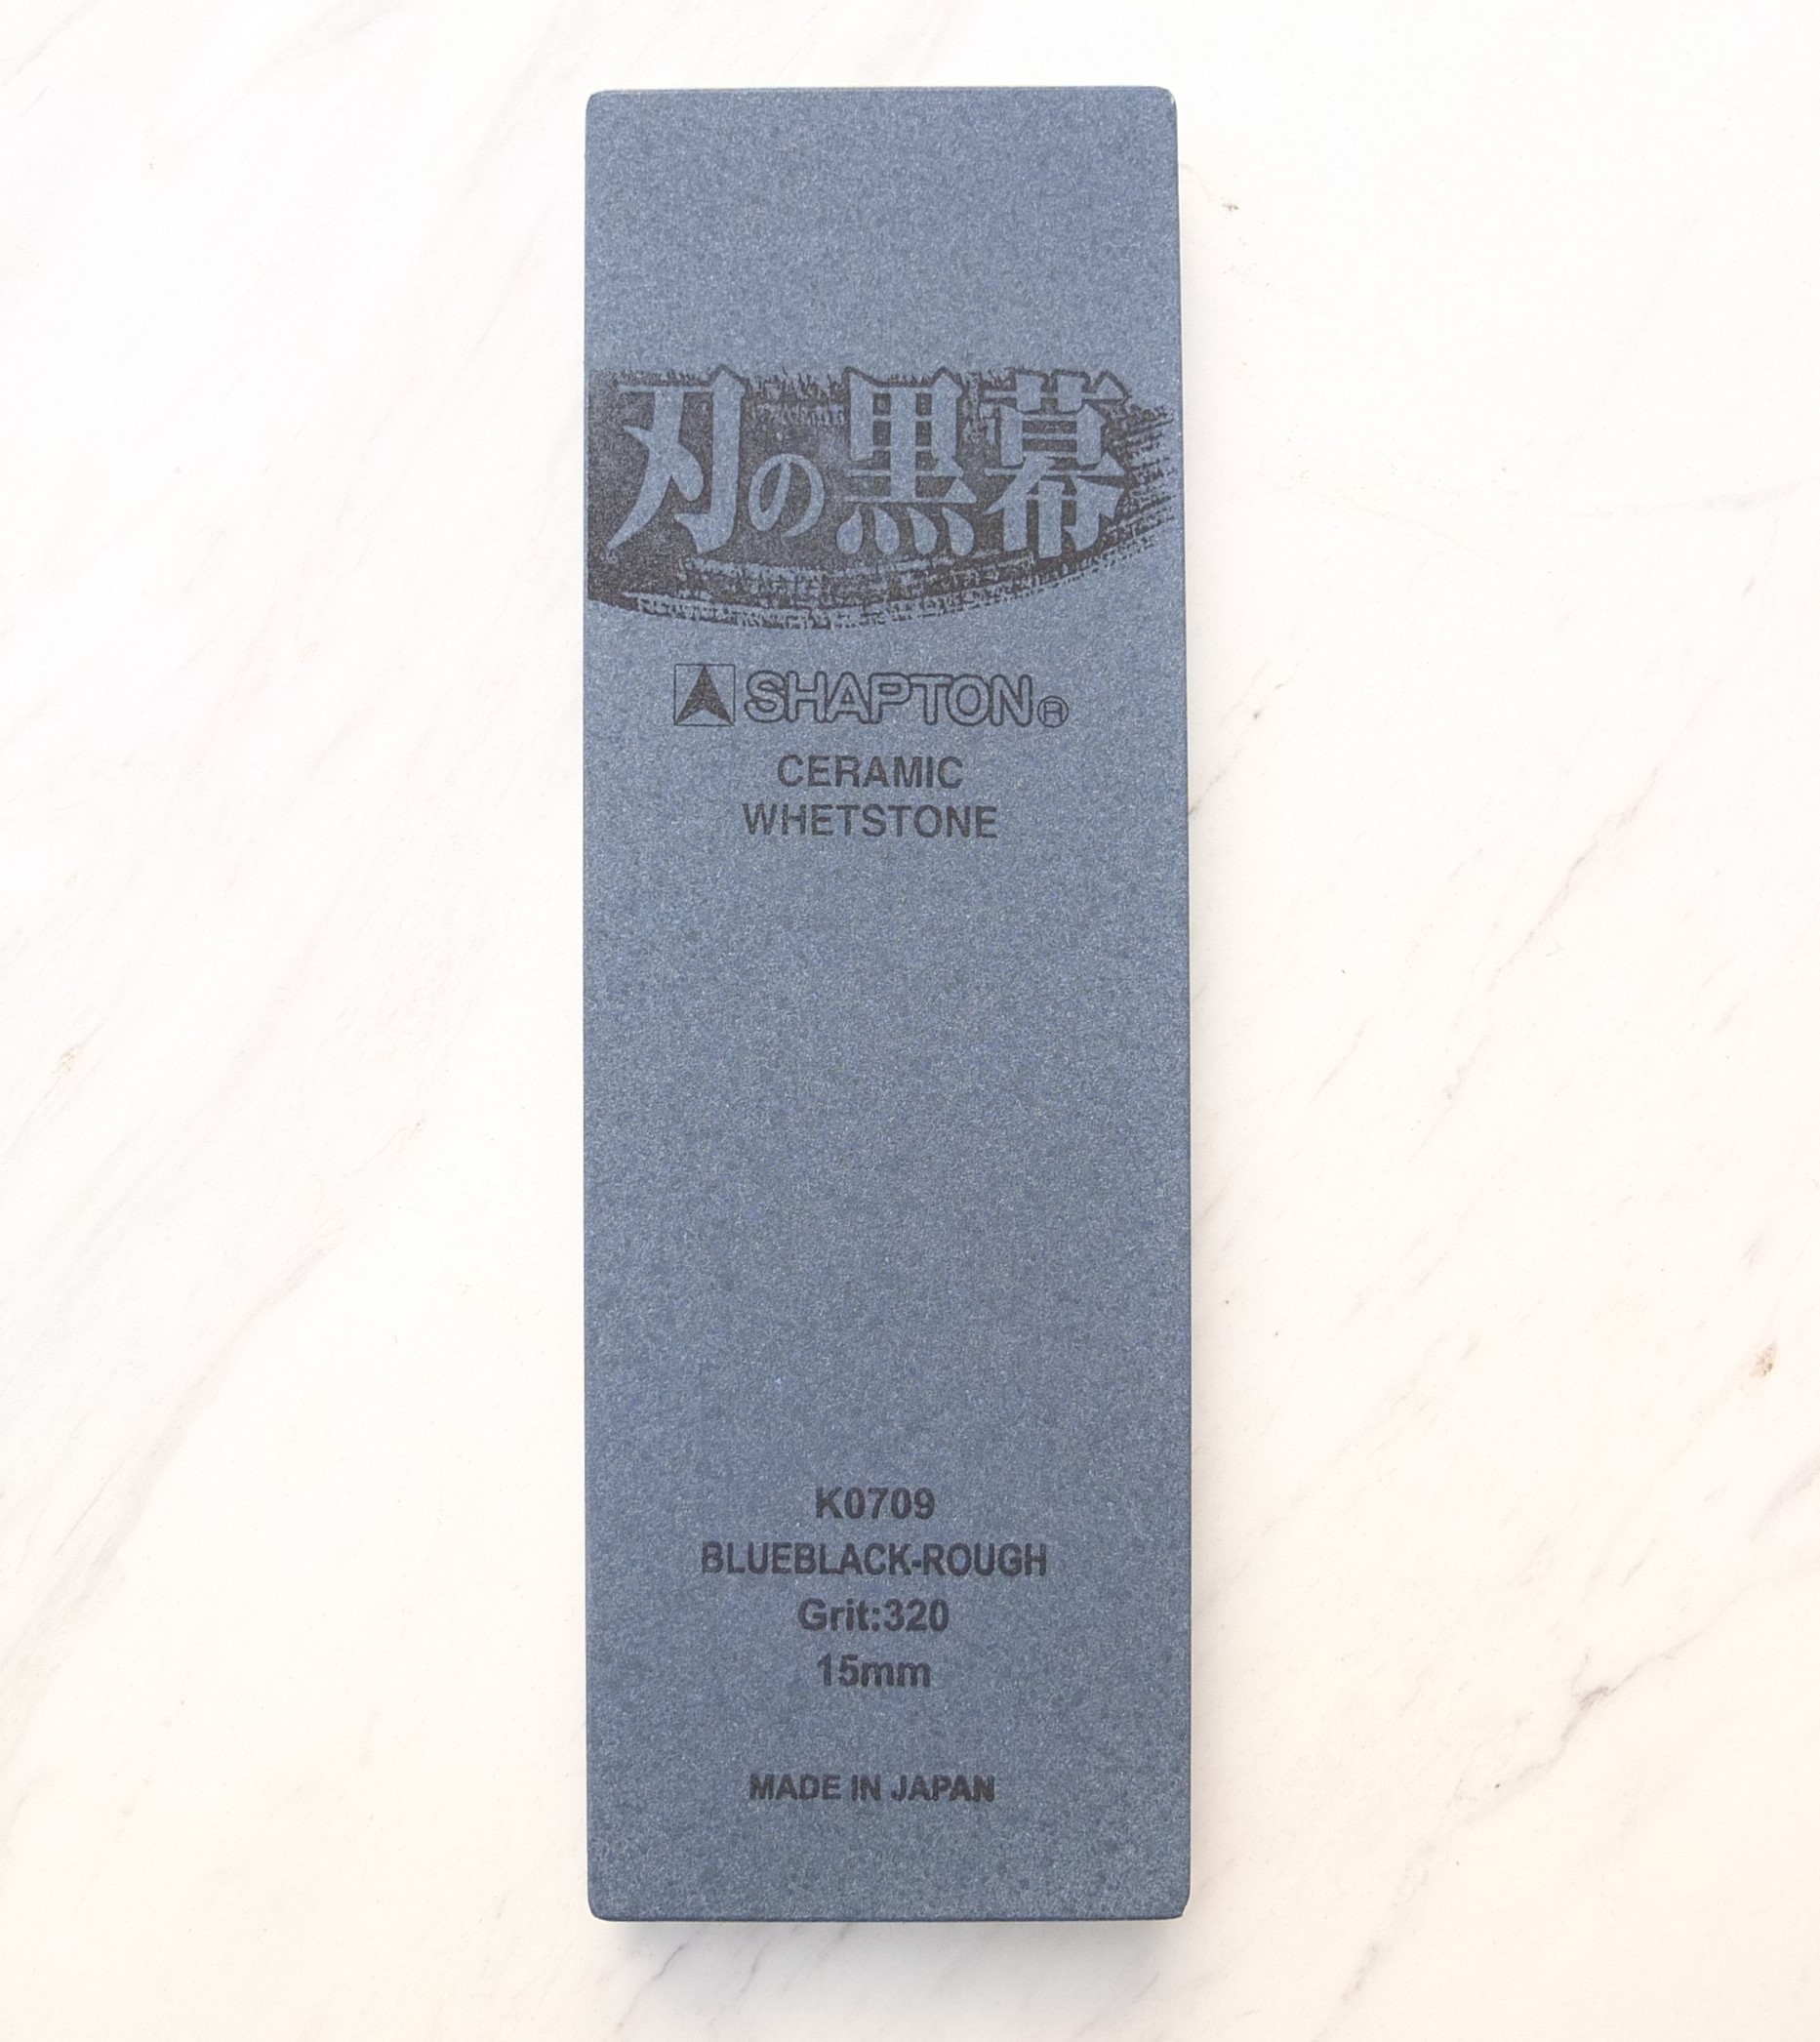 刃の黒幕
SHAPTON®
CERAMIC
WHETSTONE
K0709
BLUEBLACK-ROUGH
Grit:320
15mm
MADE IN JAPAN